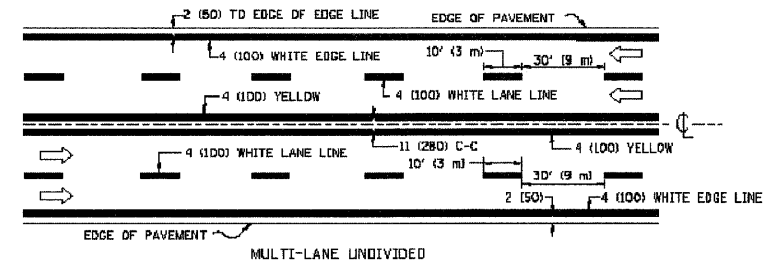 2 (50) TO EDGE OF EDGE LINE
EDGE OF PAVEMENT
4 (100) WHITE EDGE LINE
10' (3 m)
30' (9 m)
4 (100) YELLOW
4 (100) WHITE LANE LINE
℄
4 (100) WHITE LANE LINE
11 (280) C-C
4 (100) YELLOW
10' (3 m)
30' (9 m)
2 (50)
4 (100) WHITE EDGE LINE
EDGE OF PAVEMENT
MULTI-LANE UNDIVIDED